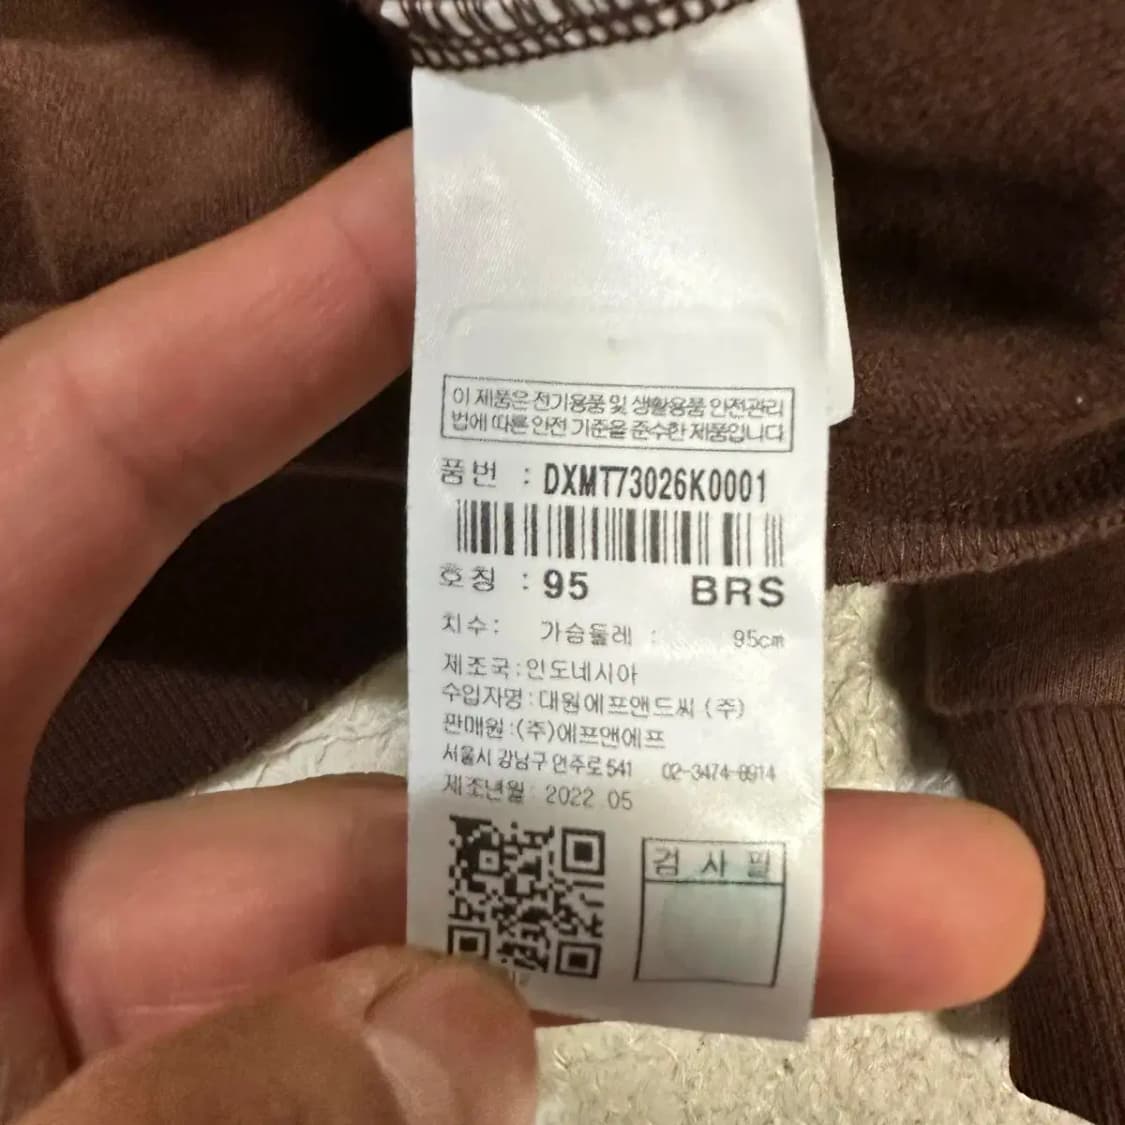 이 제품은 전기용품 및 생활용품 안전관리
법에 따른 안전 기준을 준수한 제품입니다
품번 : DXMT73026K0001
호칭 : 95 BRS
치수: 가슴둘레 : 95cm
제조국:인도네시아
수입자명:대원에프앤드씨 (주)
판매원:(주)에프앤에프
서울시 강남구 언주로541 02-3474-8914
제조년월: 2022.05
검 사 필